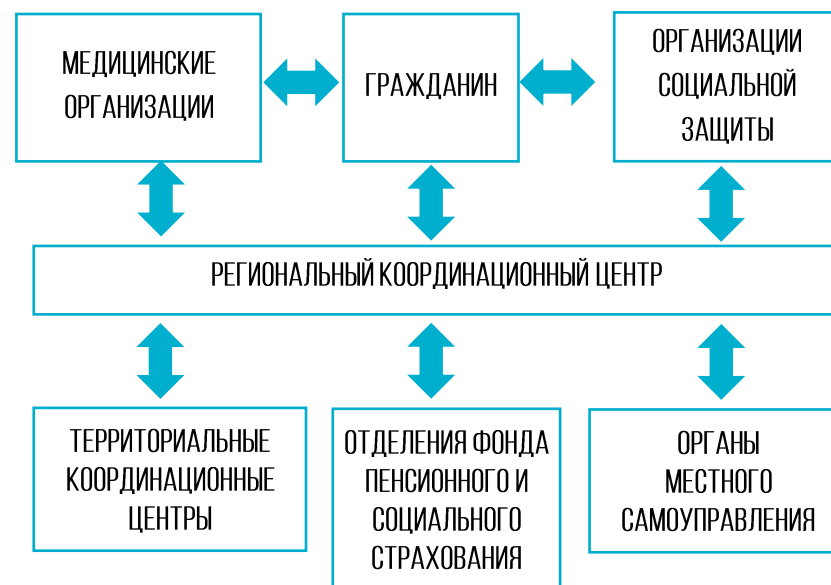 МЕДИЦИНСКИЕ
ОРГАНИЗАЦИИ
ГРАЖДАНИН
ОРГАНИЗАЦИИ
СОЦИАЛЬНОЙ
ЗАЩИТЫ
РЕГИОНАЛЬНЫЙ КООРДИНАЦИОННЫЙ ЦЕНТР
ТЕРРИТОРИАЛЬНЫЕ
КООРДИНАЦИОННЫЕ
ЦЕНТРЫ
ОТДЕЛЕНИЯ ФОНДА
ПЕНСИОННОГО И
СОЦИАЛЬНОГО
СТРАХОВАНИЯ
ОРГАНЫ
МЕСТНОГО
САМОУПРАВЛЕНИЯ